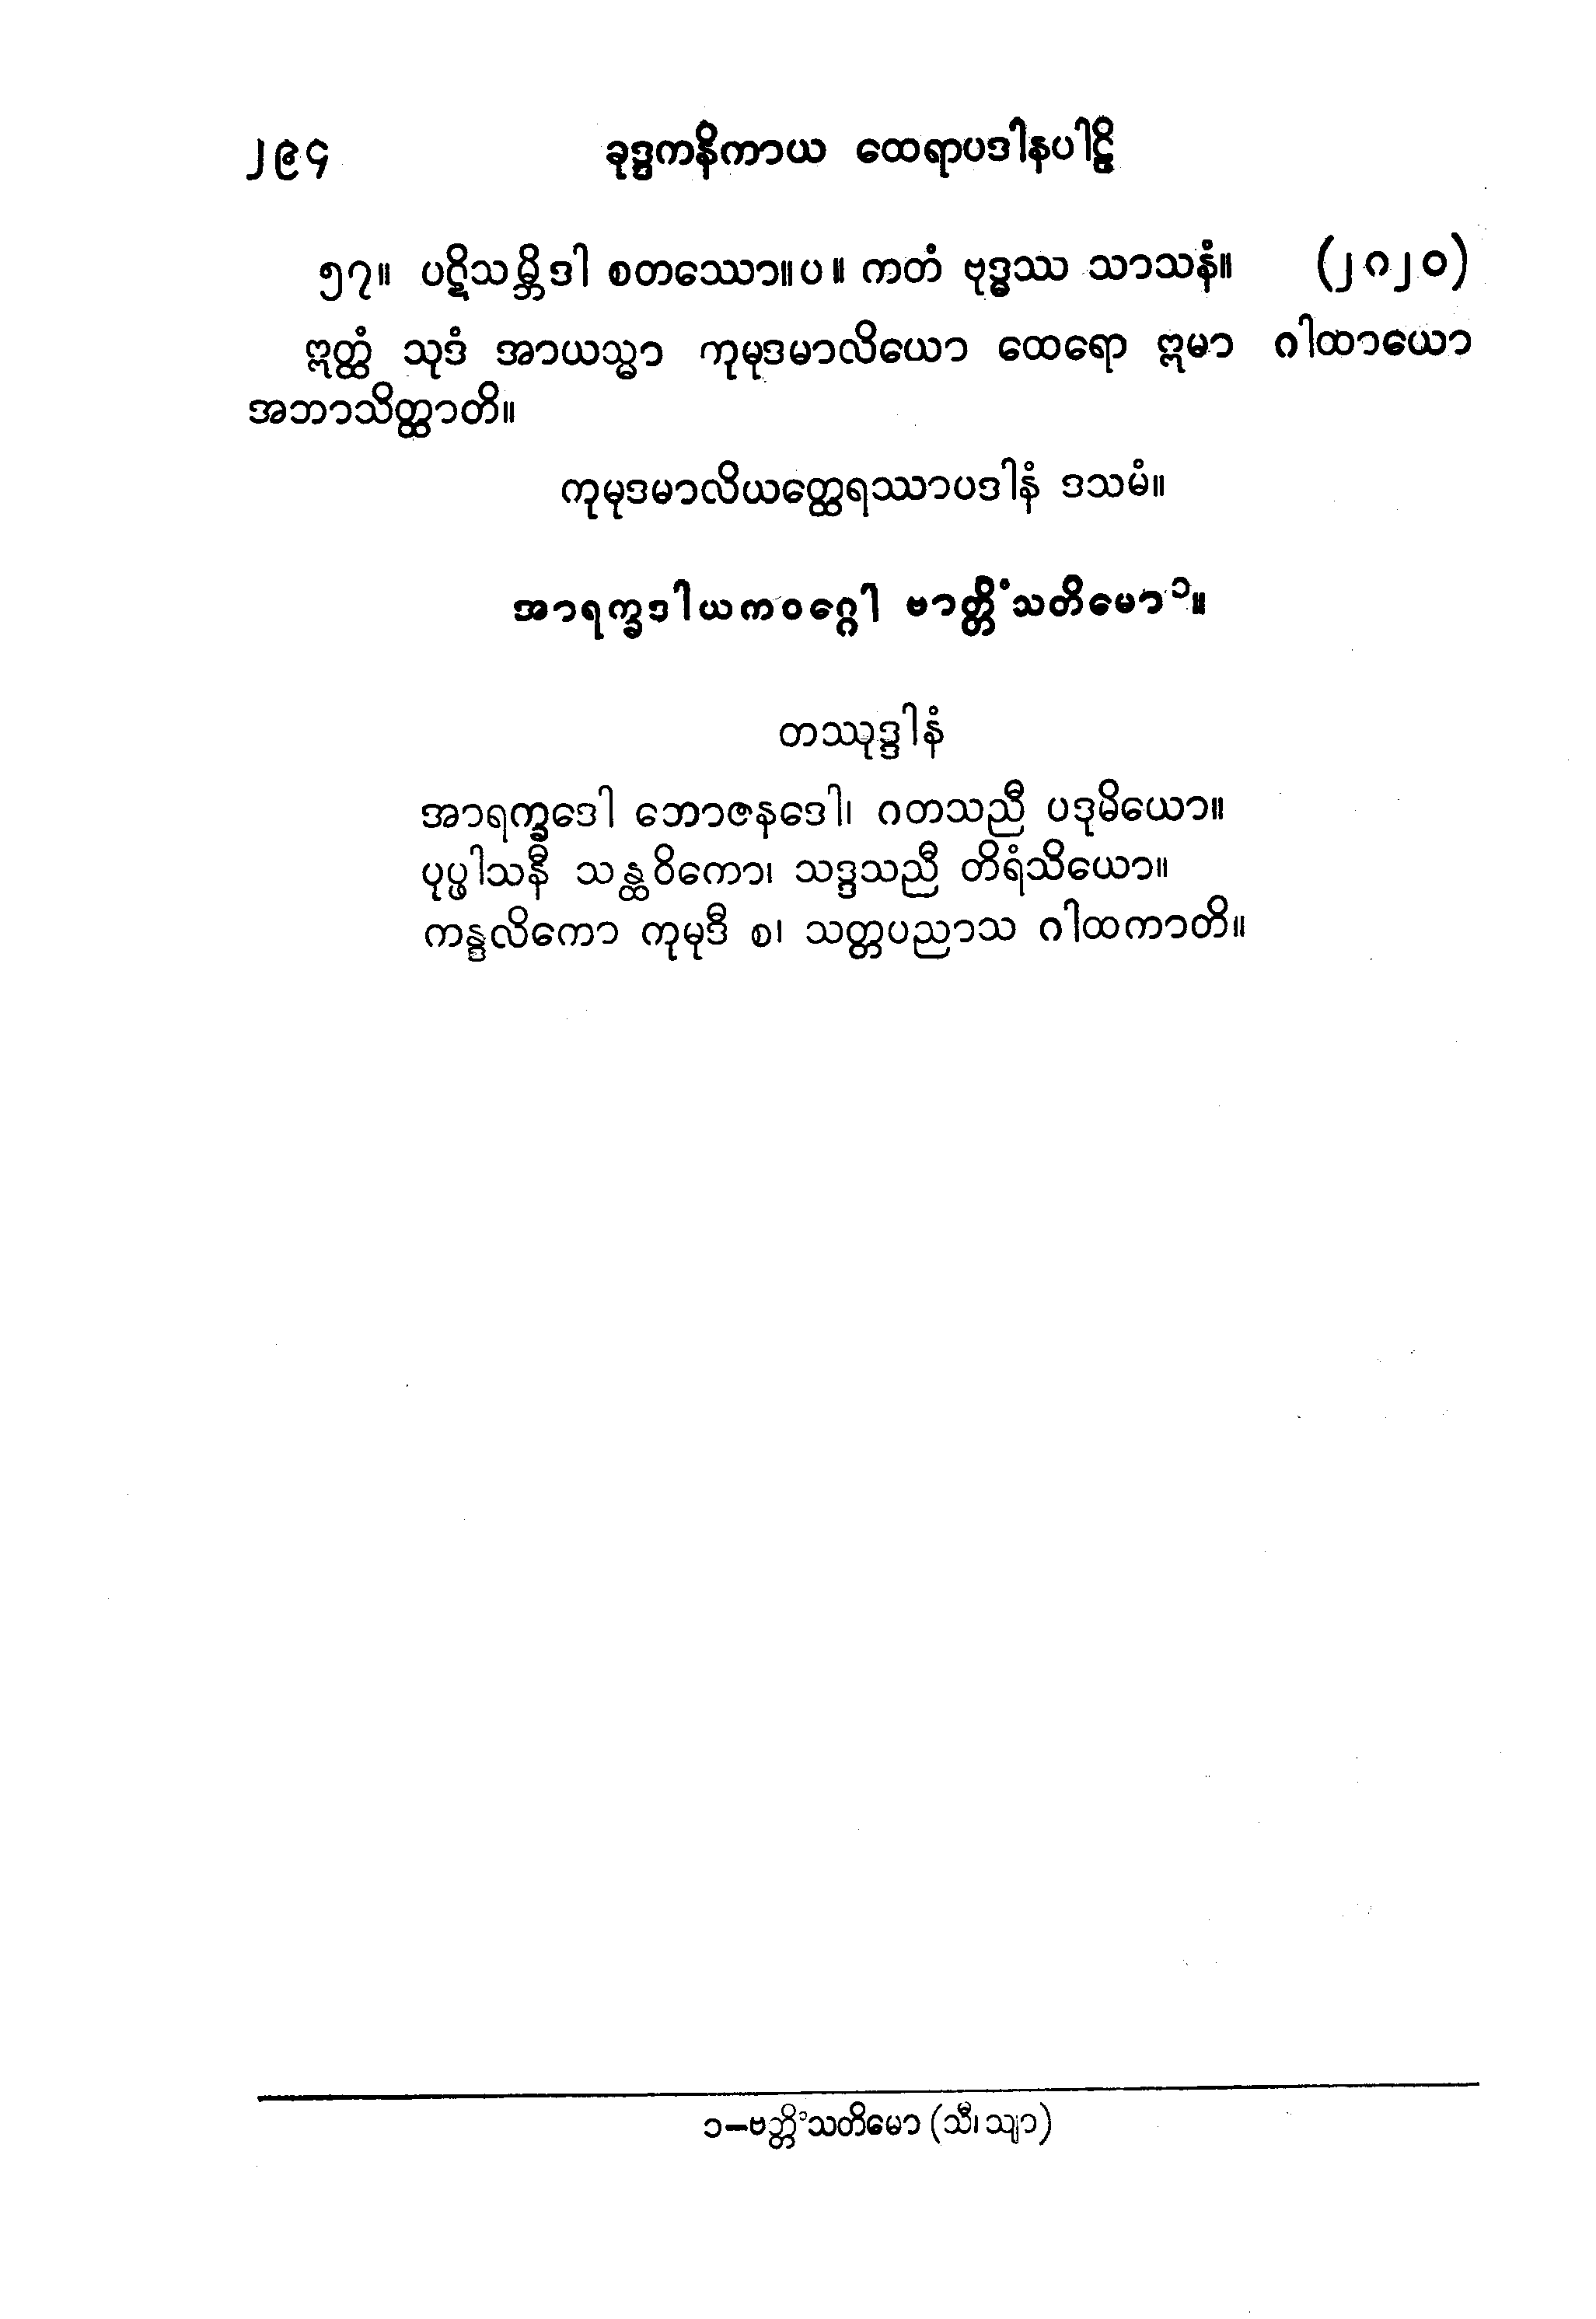 ၂၉၄ ခုဒ္ဒကနိကာယ ထေရာပဒါနပါဠိ
၅၇။ ပဋိသမ္ဘိဒါ စတဿော။ပ။ ကတံ ဗုဒ္ဓဿ သာသနံ။ (၂ဂ၂၀)
ဣတ္ထံ သုဒံ အာယသ္မာ ကုမုဒမာလိယော ထေရော ဣမာ ဂါထာယော
အဘာသိတ္ထာတိ။
ကုမုဒမာလိယတ္ထေရဿာပဒါနံ ဒသမံ။
အာရက္ခဒါယကဝဂ္ဂေါ ဗာတ္တိံသတိမော၁။
တဿုဒ္ဒါနံ
အာရက္ခဒေါ ဘောဇနဒေါ၊ ဂတသညီ ပဒုမိယော။
ပုပ္ဖါသနီ သန္ထဝိကော၊ သဒ္ဒသညီ တိရံသိယော။
ကန္ဒလိကော ကုမုဒီ စ၊ သတ္တပညာသ ဂါထကာတိ။
၁–ဗတ္တိံသတိမော (သီ၊ သျာ)